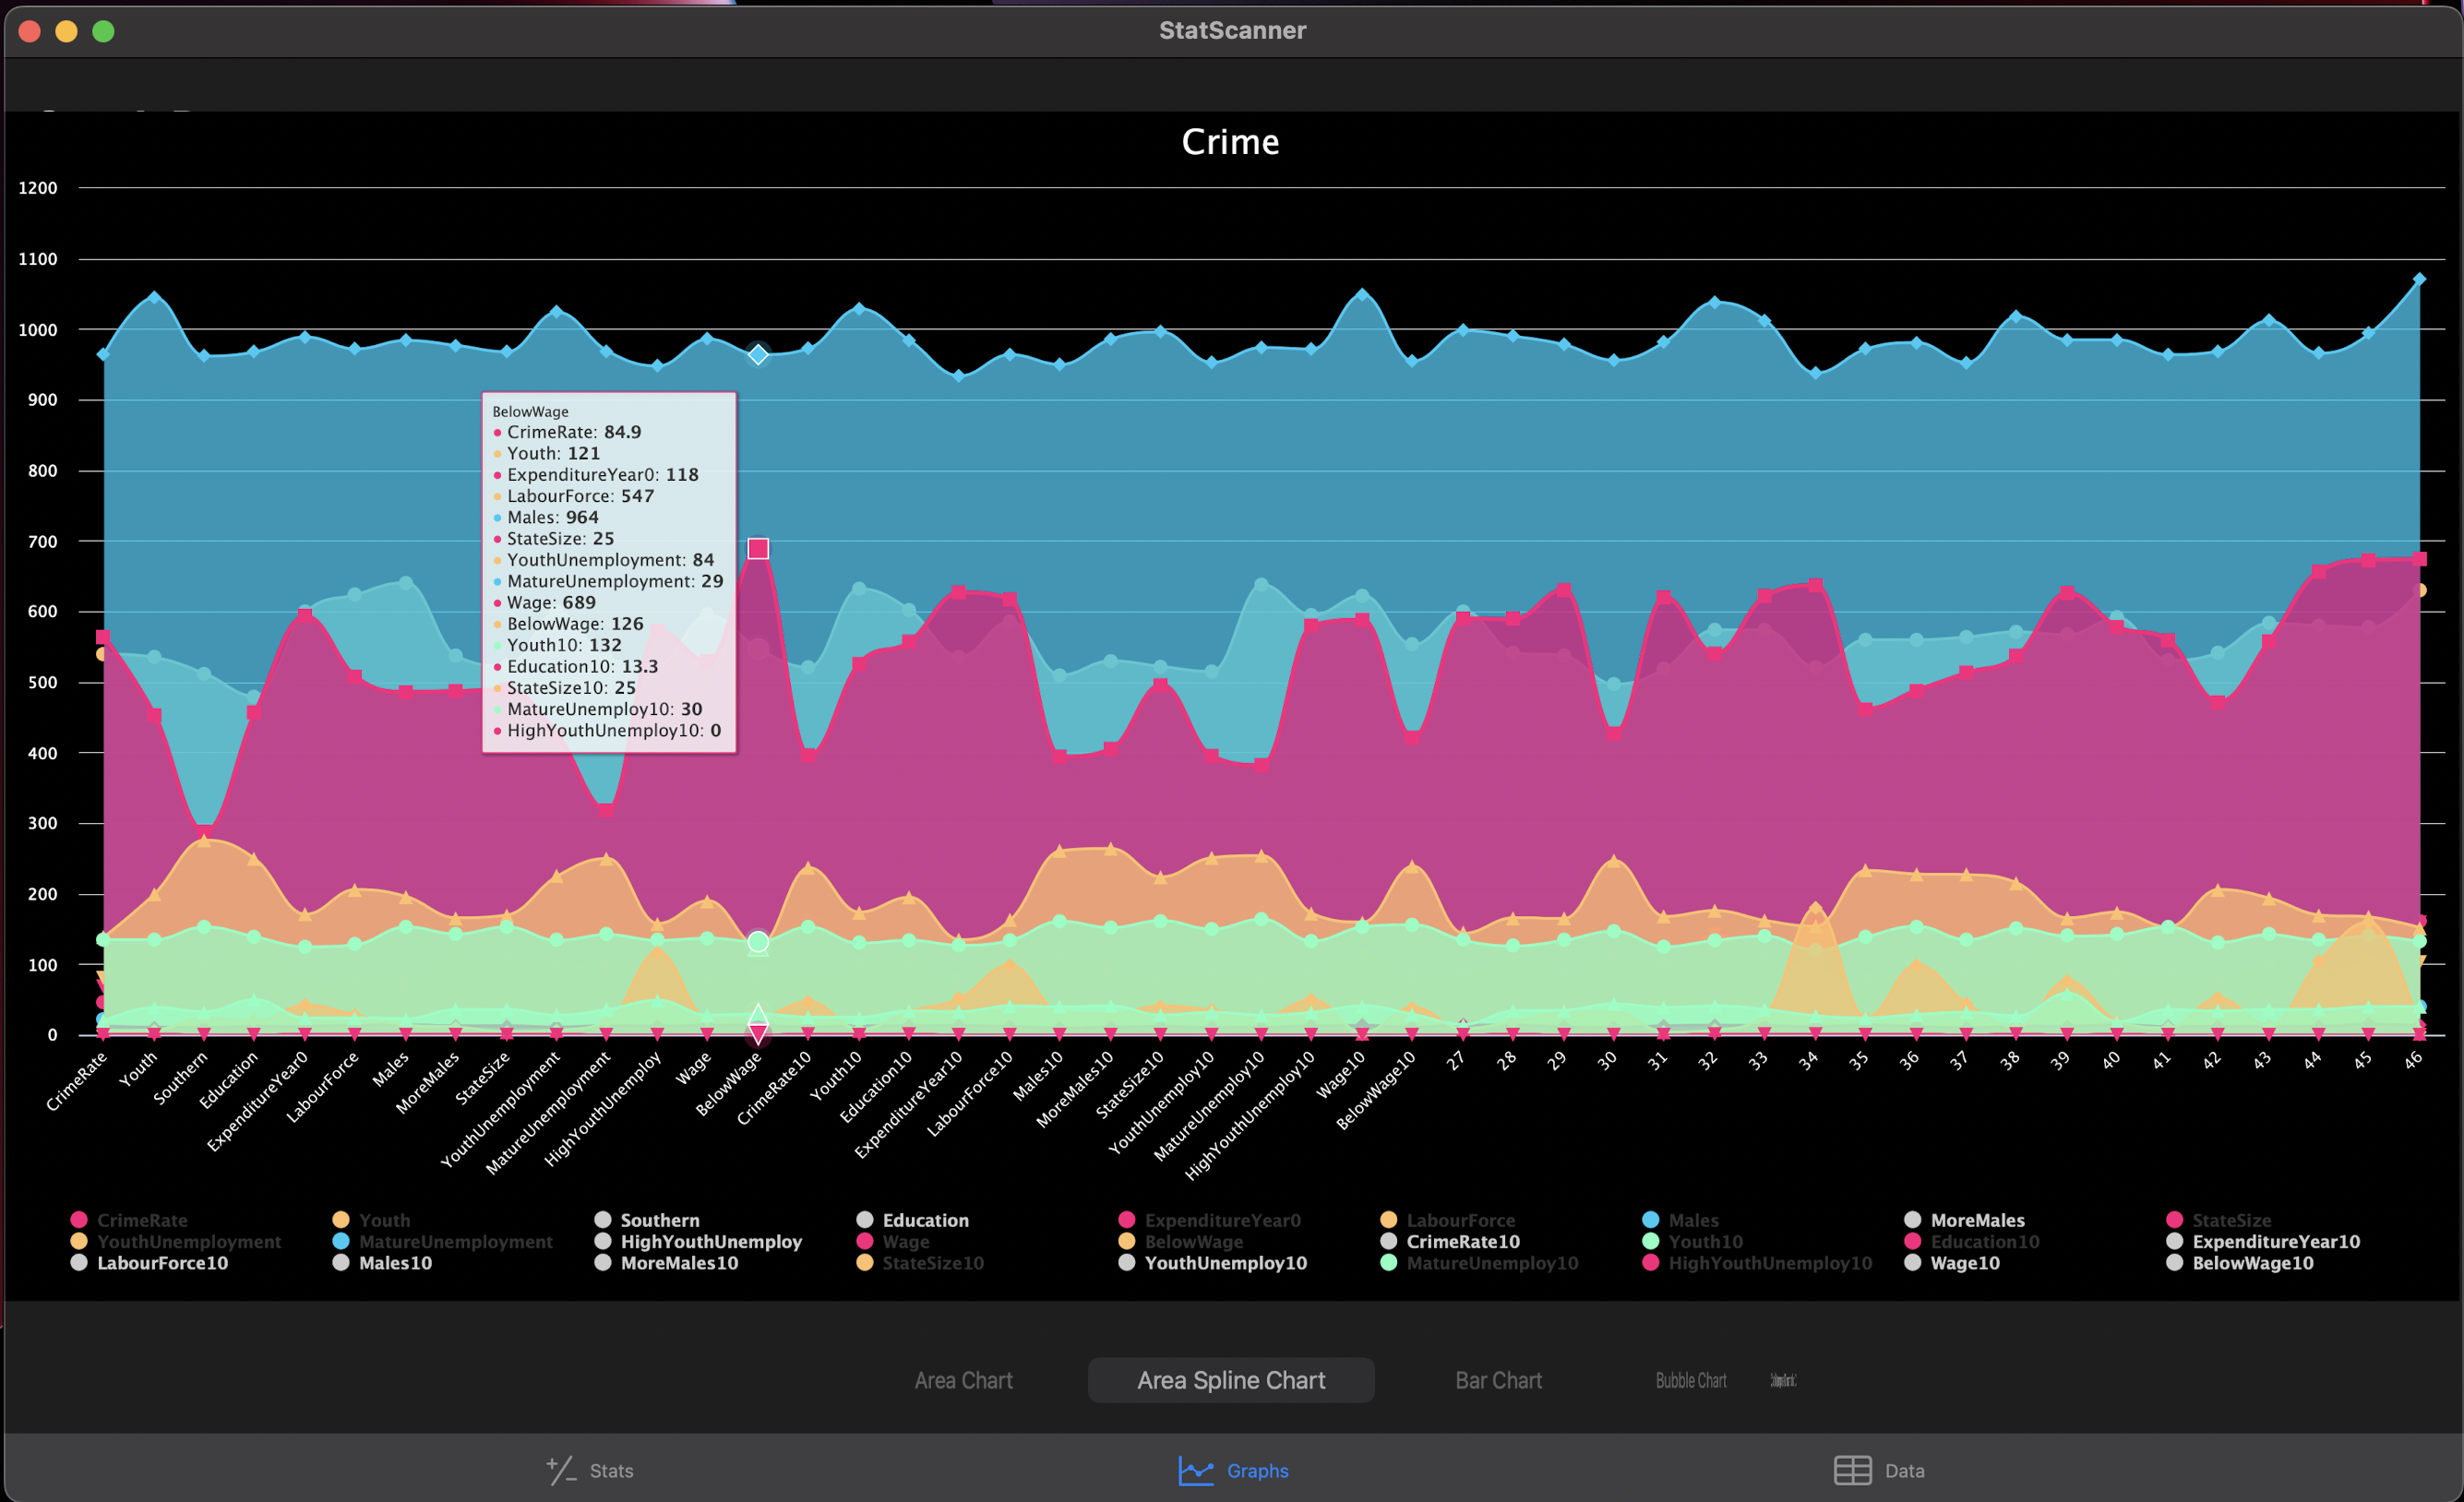 StatScanner
Crime
1200
1100
1000
900
800
700
600
500
400
300
200
100
0
BelowWage
CrimeRate: 84.9
Youth: 121
ExpenditureYear0: 118
LabourForce: 547
Males: 964
StateSize: 25
YouthUnemployment: 84
MatureUnemployment: 29
Wage: 689
BelowWage: 126
Youth10: 132
Education10: 13.3
StateSize10: 25
MatureUnemploy10: 30
HighYouthUnemploy10: 0
CrimeRate
Youth
Southern
Education
ExpenditureYear0
LabourForce
Males
MoreMales
StateSize
YouthUnemployment
MatureUnemployment
HighYouthUnemploy
Wage
BelowWage
CrimeRate10
Youth10
Education10
ExpenditureYear10
LabourForce10
Males10
MoreMales10
StateSize10
YouthUnemploy10
MatureUnemploy10
HighYouthUnemploy10
Wage10
BelowWage10
27
28
29
30
31
32
33
34
35
36
37
38
39
40
41
42
43
44
45
46
CrimeRate Youth Southern Education ExpenditureYear0 LabourForce Males MoreMales StateSize
YouthUnemployment MatureUnemployment HighYouthUnemploy Wage BelowWage CrimeRate10 Youth10 Education10 ExpenditureYear10
LabourForce10 Males10 MoreMales10 StateSize10 YouthUnemploy10 MatureUnemploy10 HighYouthUnemploy10 Wage10 BelowWage10
Area Chart Area Spline Chart Bar Chart Bubble Chart
Stats Graphs Data